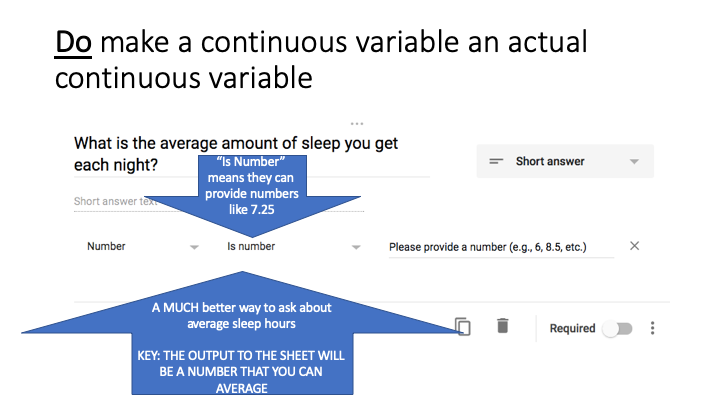 Do make a continuous variable an actual
continuous variable
What is the average amount of sleep you get
each night?
Short answer
"Is Number"
means they can
provide numbers
like 7.25
Short answer text
Number
Is number
Please provide a number (e.g., 6, 8.5, etc.)
A MUCH better way to ask about
average sleep hours
KEY: THE OUTPUT TO THE SHEET WILL
BE A NUMBER THAT YOU CAN
AVERAGE
Required